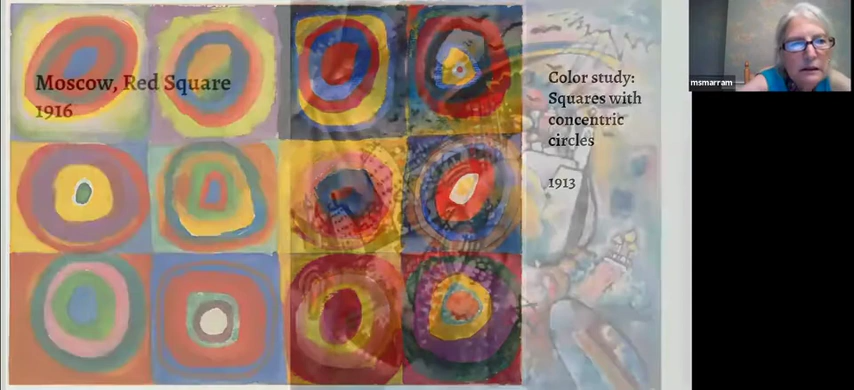 Moscow, Red Square
1916
Color study:
Squares with
concentric
circles
1913
msmarram